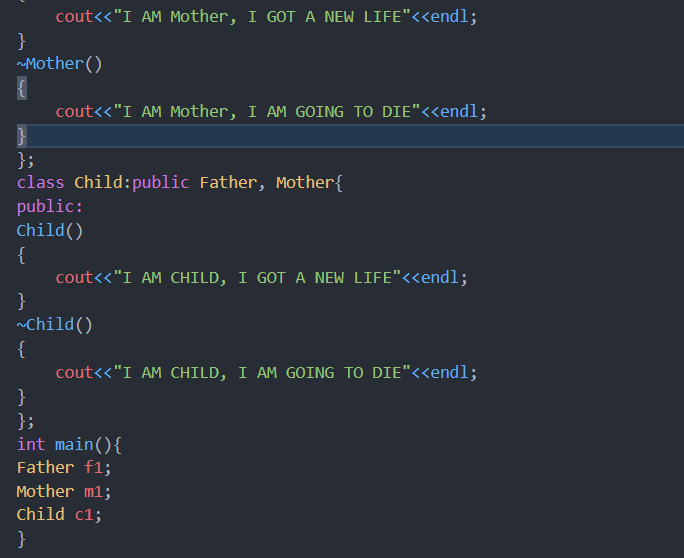 cout<<"I AM Mother, I GOT A NEW LIFE"<<endl;
}
~Mother()
{
cout<<"I AM Mother, I AM GOING TO DIE"<<endl;
}
};
class Child:public Father, Mother{
public:
Child()
{
cout<<"I AM CHILD, I GOT A NEW LIFE"<<endl;
}
~Child()
{
cout<<"I AM CHILD, I AM GOING TO DIE"<<endl;
}
};
int main(){
Father f1;
Mother m1;
Child c1;
}